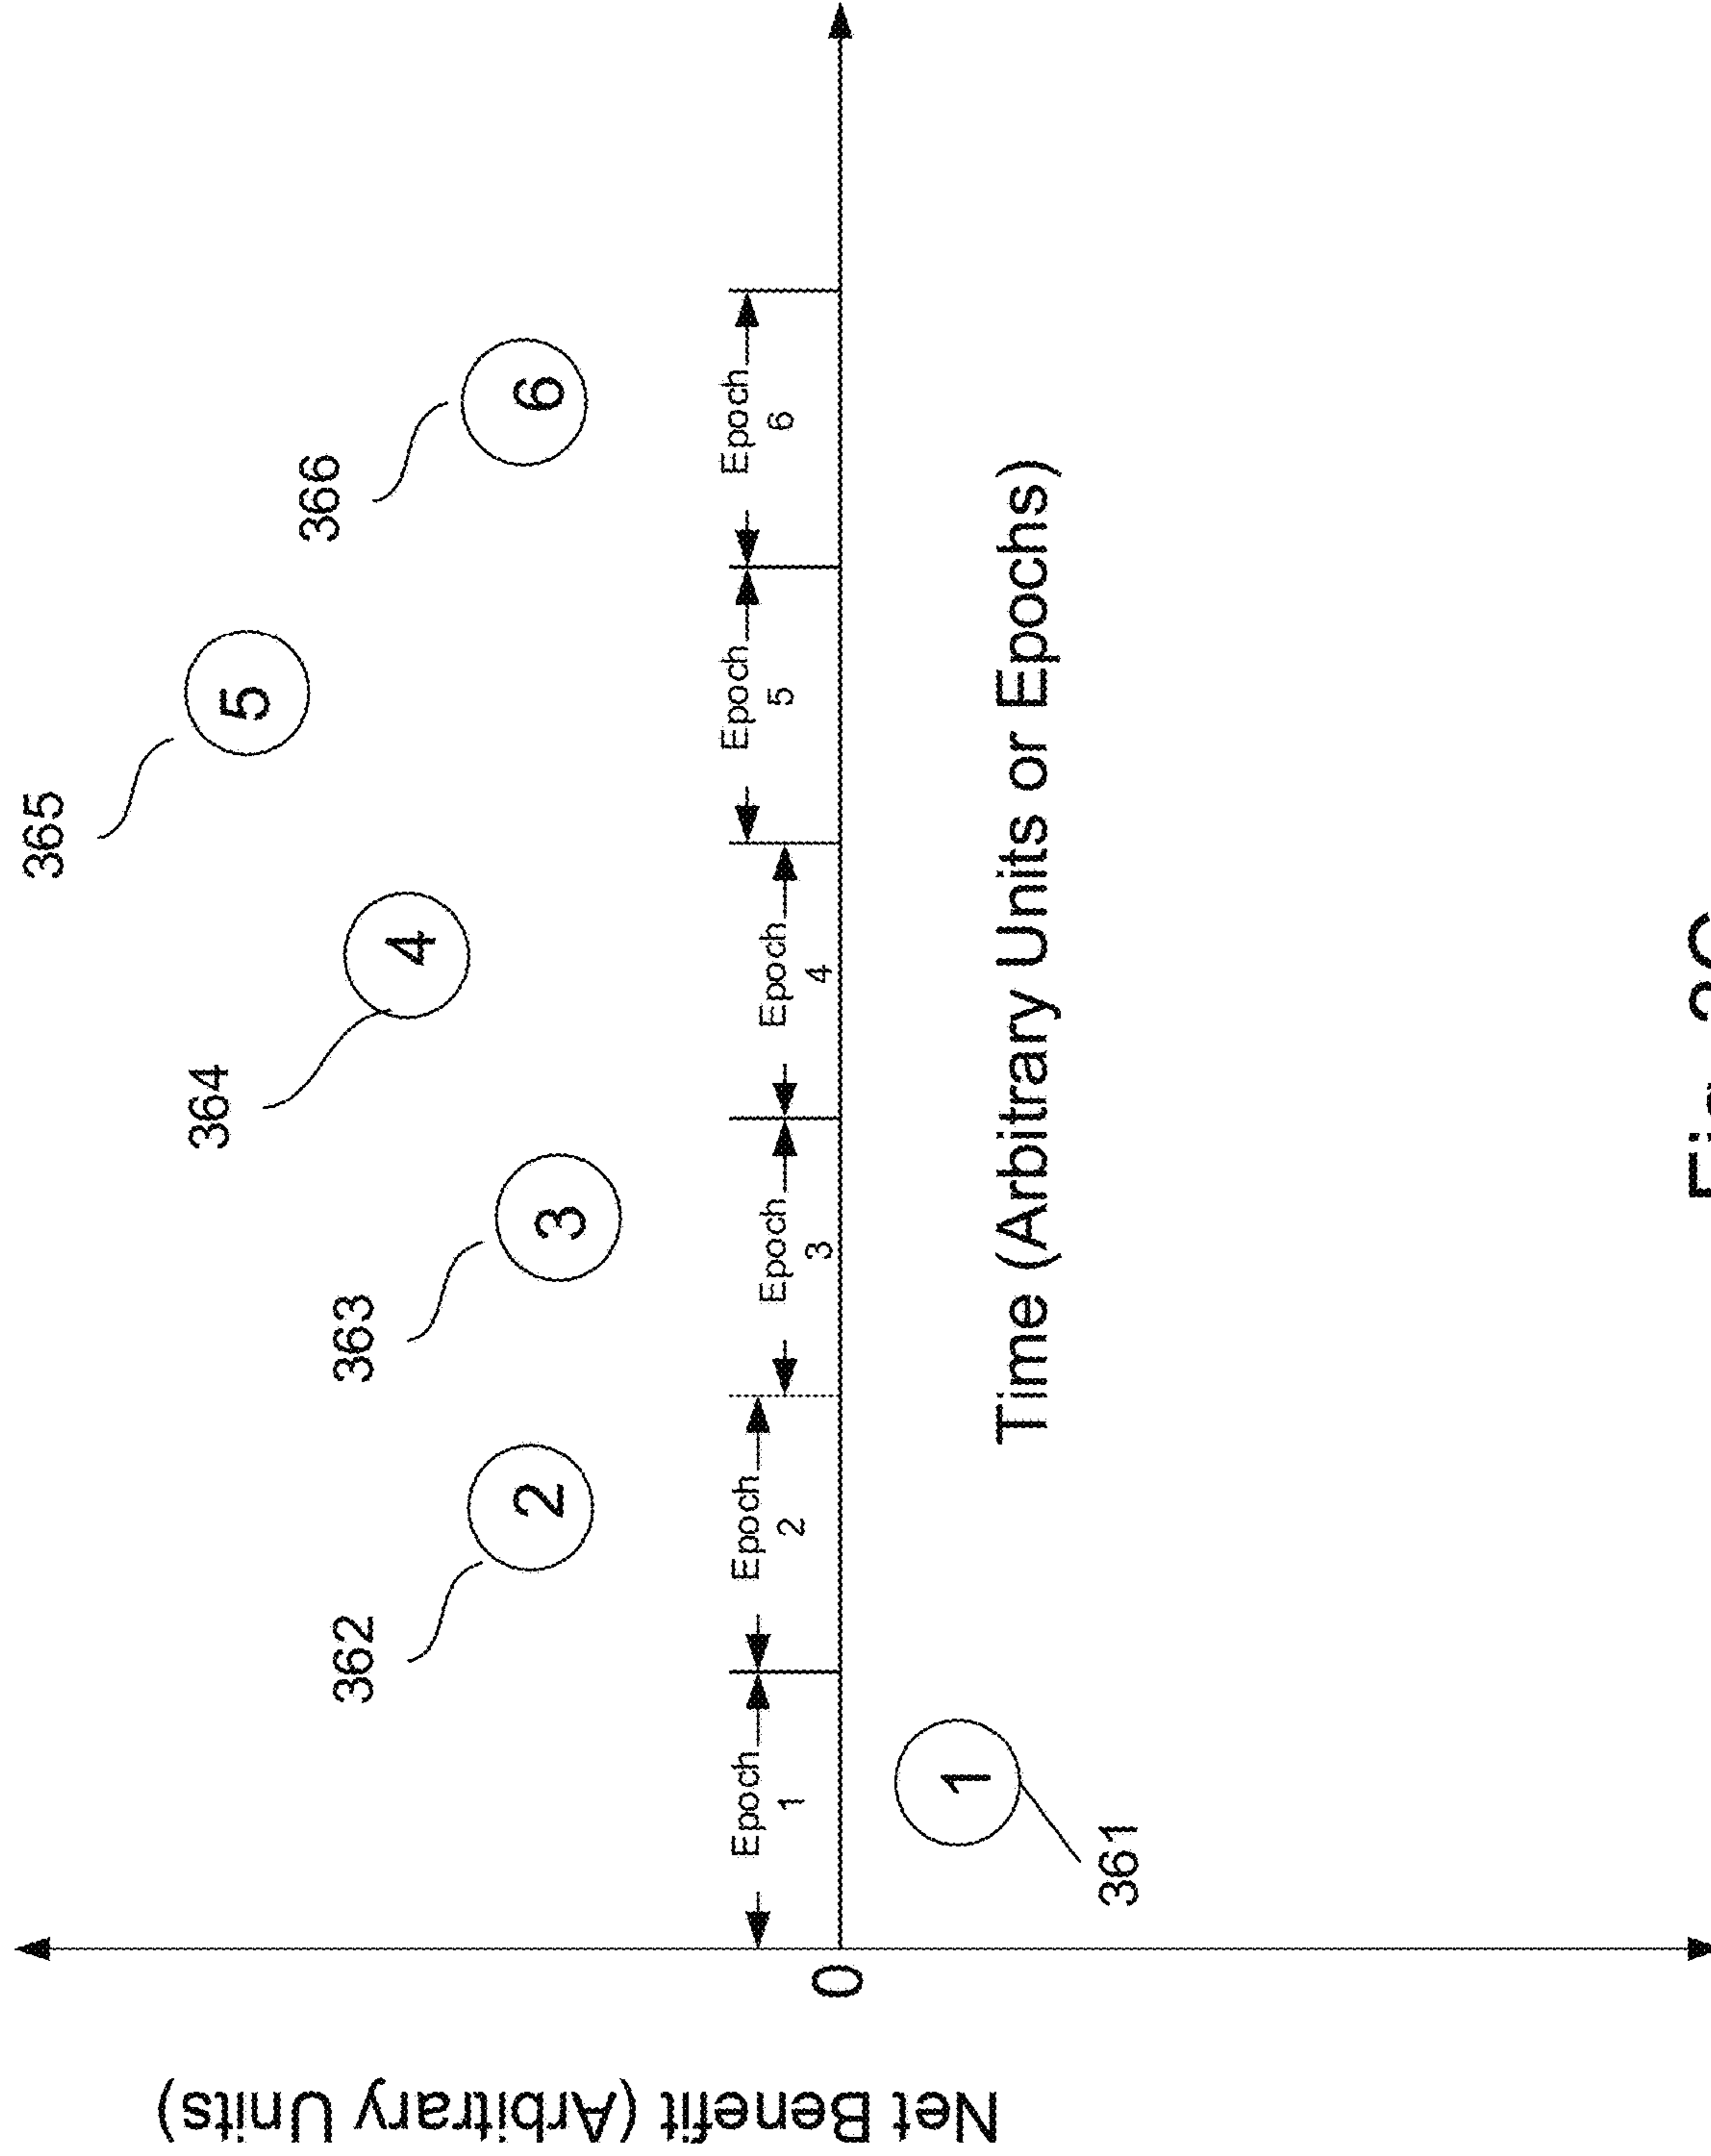 Net Benefit (Arbitrary Units)
0
365
366
364
363
362
5
6
4
3
2
Epoch
1
Epoch
2
Epoch
3
Epoch
4
Epoch
5
Epoch
6
1
361
Time (Arbitrary Units or Epochs)